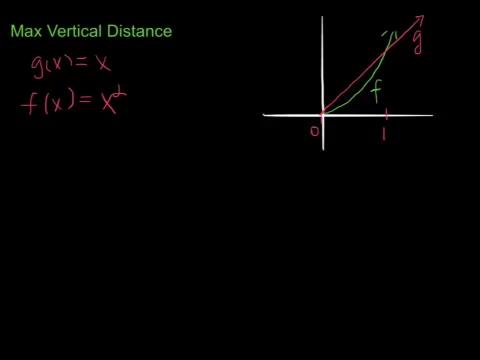 Max Vertical Distance
g(x) = x
f(x) = x²
g
f
0
1